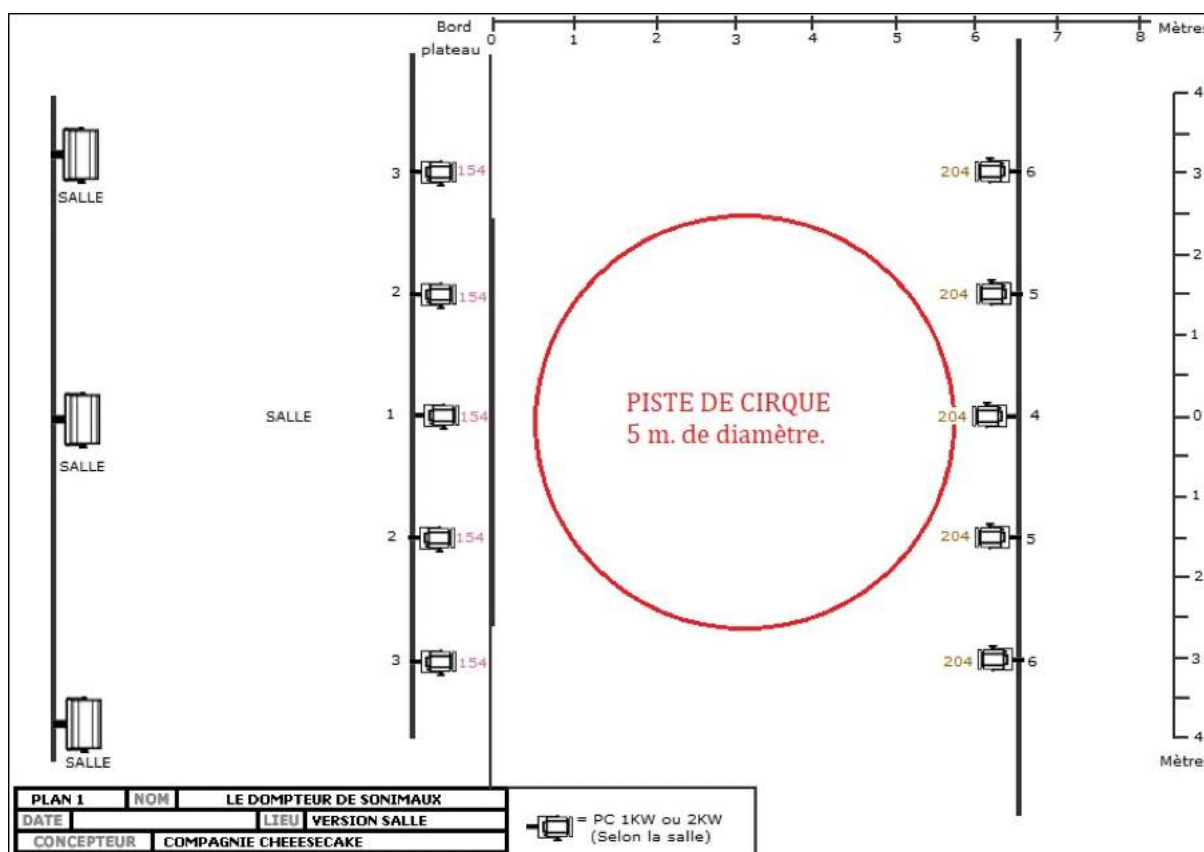 Bord
plateau
0 1 2 3 4 5 6 7 8 Mètres
4
3 154 204 6 3
SALLE
2
2 154 204 5
1
SALLE 1 154 PISTE DE CIRQUE 204 4 0
5 m. de diamètre.
SALLE
1
2 154 204 5
2
3 154 204 6 3
4
SALLE
Mètres
PLAN 1 NOM LE DOMPTEUR DE SONIMAUX
DATE LIEU VERSION SALLE
CONCEPTEUR COMPAGNIE CHEEESECAKE
= PC 1KW ou 2KW
(Selon la salle)